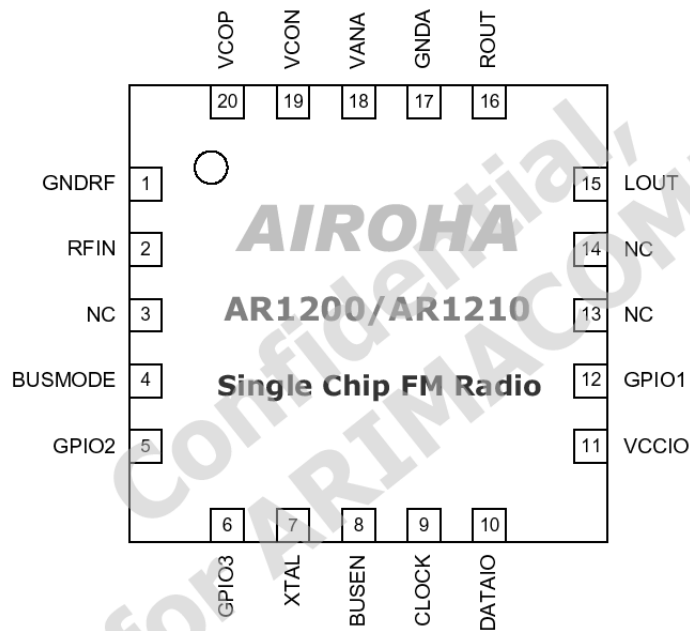 VCOP
VCON
VANA
GNDA
ROUT
20
19
18
17
16
GNDRF
1
15
LOUT
RFIN
2
AIROHA
14
NC
NC
3
AR1200/AR1210
13
NC
BUSMODE
4
Single Chip FM Radio
12
GPIO1
GPIO2
5
11
VCCIO
6
7
8
9
10
GPIO3
XTAL
BUSEN
CLOCK
DATAIO
Confidential,
for ARIMACOM